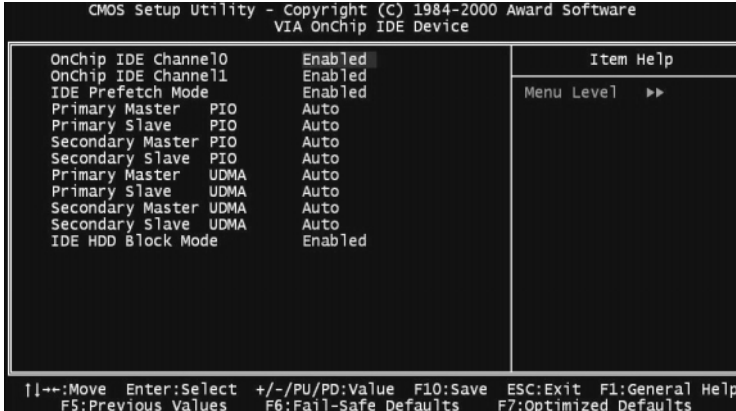 CMOS Setup Utility - Copyright (C) 1984-2000 Award Software
VIA OnChip IDE Device
OnChip IDE Channel0 Enabled
OnChip IDE Channel1 Enabled
IDE Prefetch Mode Enabled
Primary Master PIO Auto
Primary Slave PIO Auto
Secondary Master PIO Auto
Secondary Slave PIO Auto
Primary Master UDMA Auto
Primary Slave UDMA Auto
Secondary Master UDMA Auto
Secondary Slave UDMA Auto
IDE HDD Block Mode Enabled
Item Help
Menu Level ▸▸
↑↓→←:Move Enter:Select +/-/PU/PD:Value F10:Save ESC:Exit F1:General Help
F5:Previous Values F6:Fail-Safe Defaults F7:Optimized Defaults